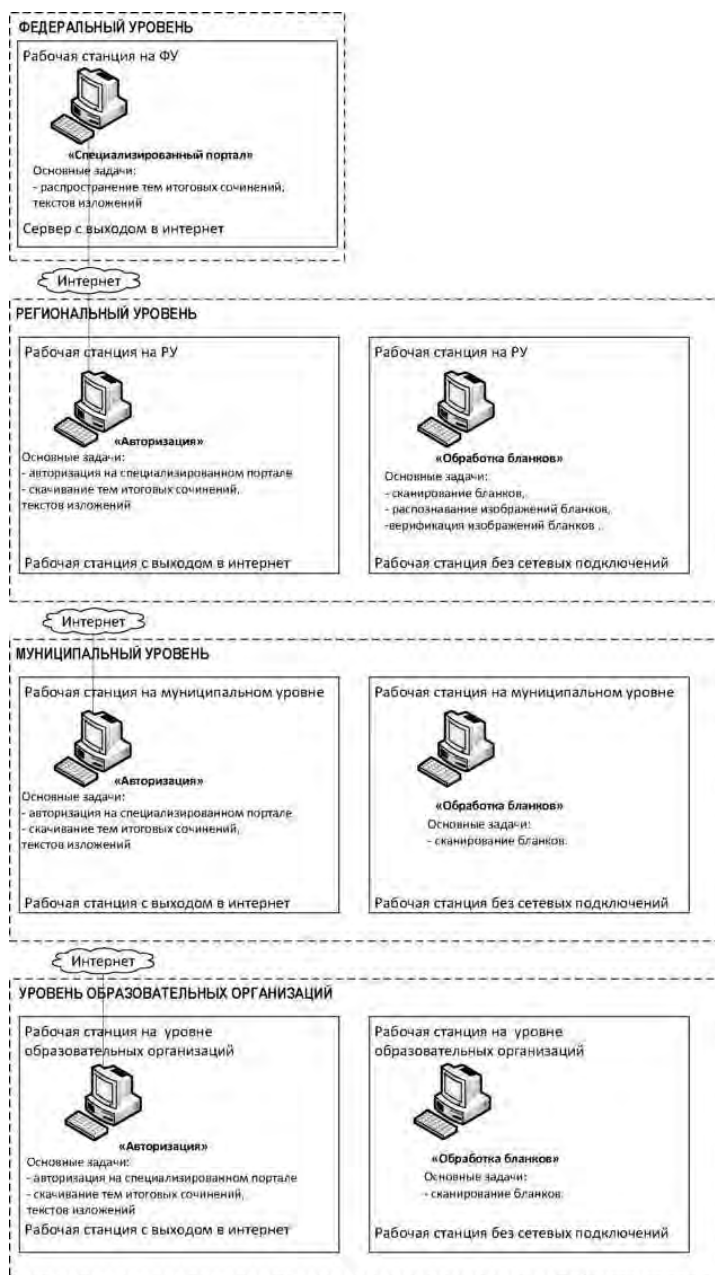 ФЕДЕРАЛЬНЫЙ УРОВЕНЬ
Рабочая станция на ФУ
«Специализированный портал»
Основные задачи:
- распространение тем итоговых сочинений,
текстов изложений
Сервер с выходом в интернет
Интернет
РЕГИОНАЛЬНЫЙ УРОВЕНЬ
Рабочая станция на РУ
«Авторизация»
Основные задачи:
- авторизация на специализированном портале
- скачивание тем итоговых сочинений,
текстов изложений
Рабочая станция с выходом в интернет
Рабочая станция на РУ
«Обработка бланков»
Основные задачи:
- сканирование бланков,
- распознавание изображений бланков,
-верификация изображений бланков .
Рабочая станция без сетевых подключений
Интернет
МУНИЦИПАЛЬНЫЙ УРОВЕНЬ
Рабочая станция на муниципальном уровне
«Авторизация»
Основные задачи:
- авторизация на специализированном портале
- скачивание тем итоговых сочинений,
текстов изложений
Рабочая станция с выходом в интернет
Рабочая станция на муниципальном уровне
«Обработка бланков»
Основные задачи:
- сканирование бланков.
Рабочая станция без сетевых подключений
Интернет
УРОВЕНЬ ОБРАЗОВАТЕЛЬНЫХ ОРГАНИЗАЦИЙ
Рабочая станция на уровне
образовательных организаций
«Авторизация»
Основные задачи:
- авторизация на специализированном портале
- скачивание тем итоговых сочинений,
текстов изложений
Рабочая станция с выходом в интернет
Рабочая станция на уровне
образовательных организаций
«Обработка бланков»
Основные задачи:
- сканирование бланков.
Рабочая станция без сетевых подключений